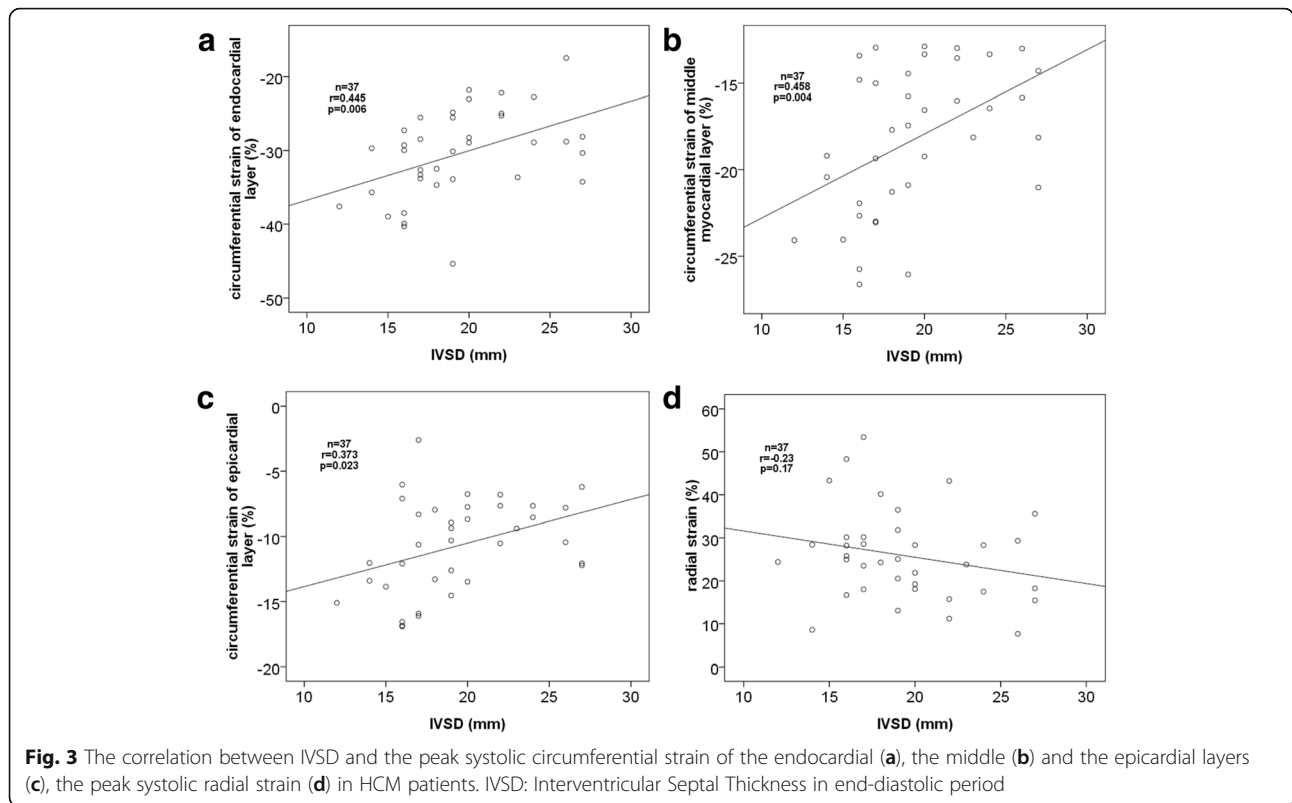 a
circumferential strain of endocardial
layer (%)
n=37
r=0.445
p=0.006
-20
-30
-40
-50
10 15 20 25 30
IVSD (mm)
b
circumferential strain of middle
myocardial layer (%)
n=37
r=0.458
p=0.004
-15
-20
-25
10 15 20 25 30
IVSD (mm)
c
circumferential strain of epicardial
layer (%)
n=37
r=0.373
p=0.023
0
-5
-10
-15
-20
10 15 20 25 30
IVSD (mm)
d
radial strain (%)
n=37
r=-0.23
p=0.17
60
50
40
30
20
10
0
10 15 20 25 30
IVSD (mm)
Fig. 3 The correlation between IVSD and the peak systolic circumferential strain of the endocardial (a), the middle (b) and the epicardial layers
(c), the peak systolic radial strain (d) in HCM patients. IVSD: Interventricular Septal Thickness in end-diastolic period